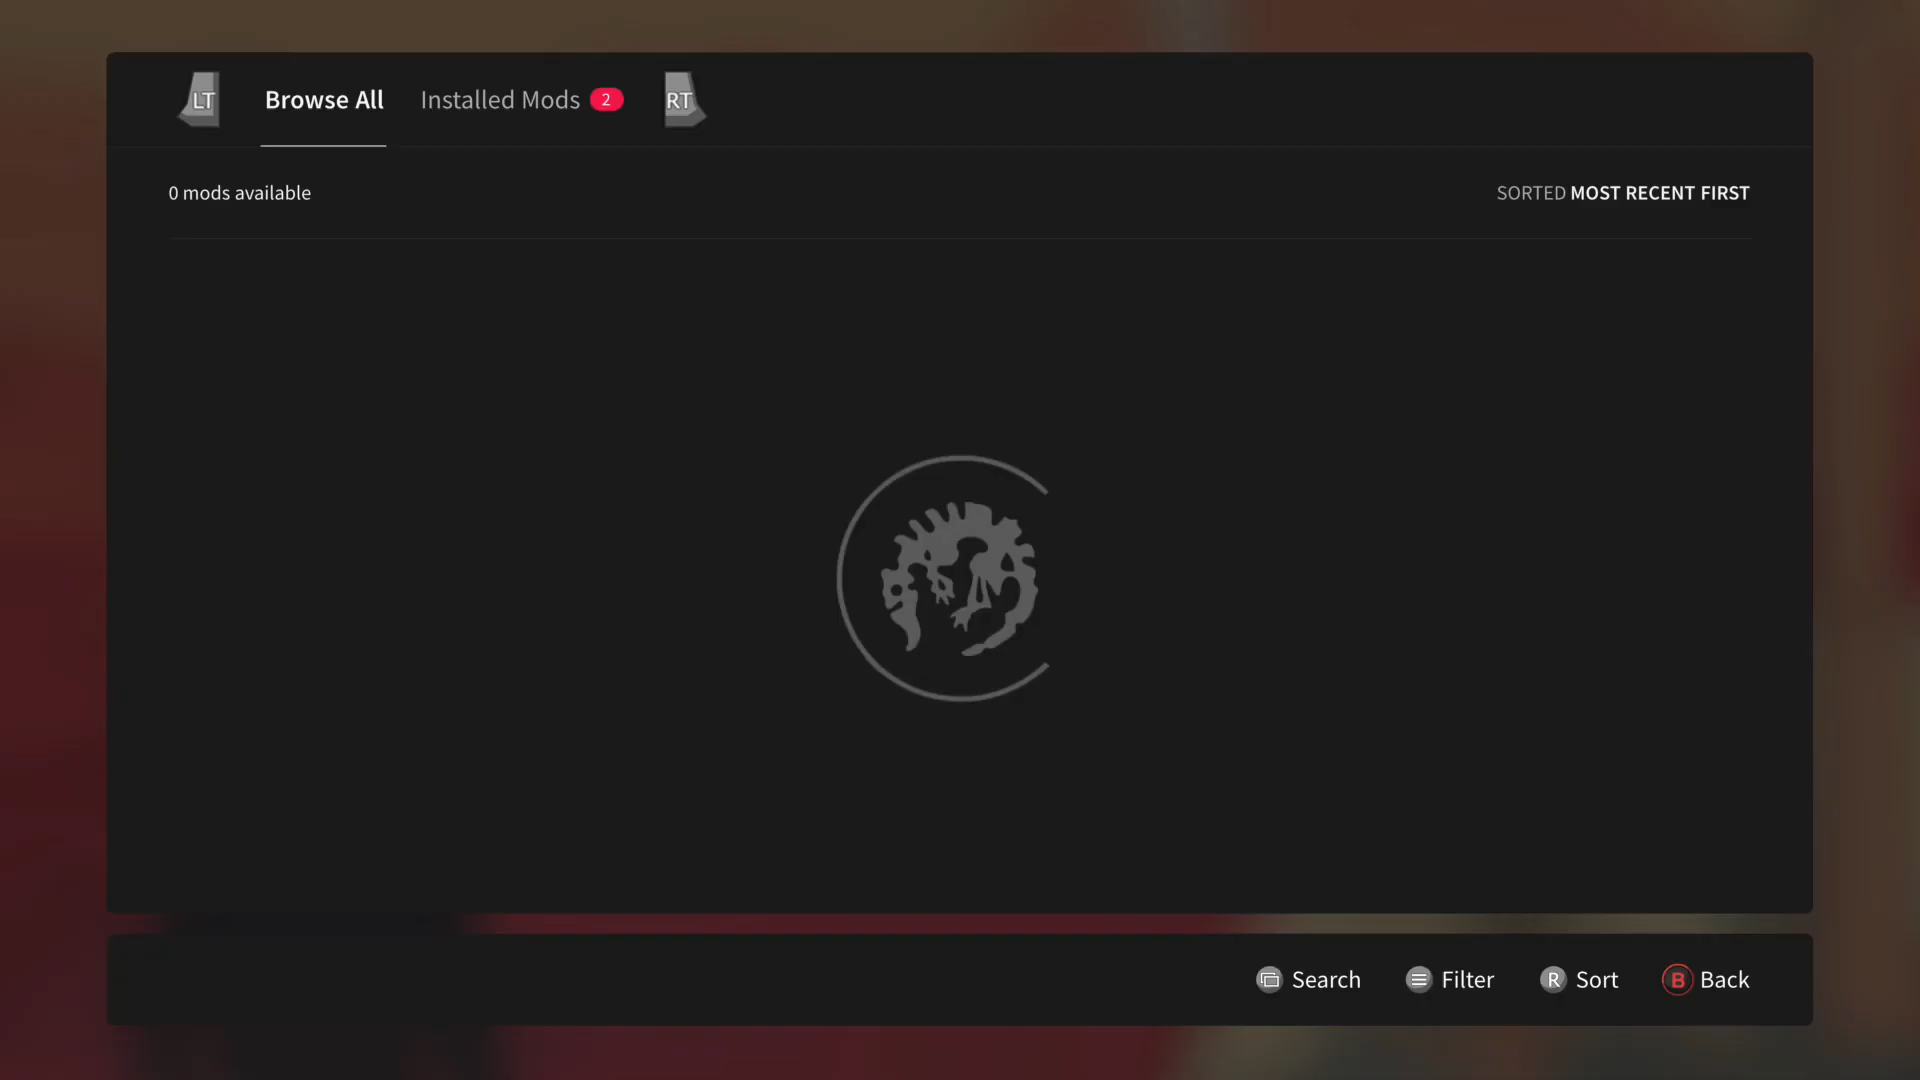 LT Browse All Installed Mods 2 RT
0 mods available SORTED MOST RECENT FIRST
Search Filter R Sort B Back